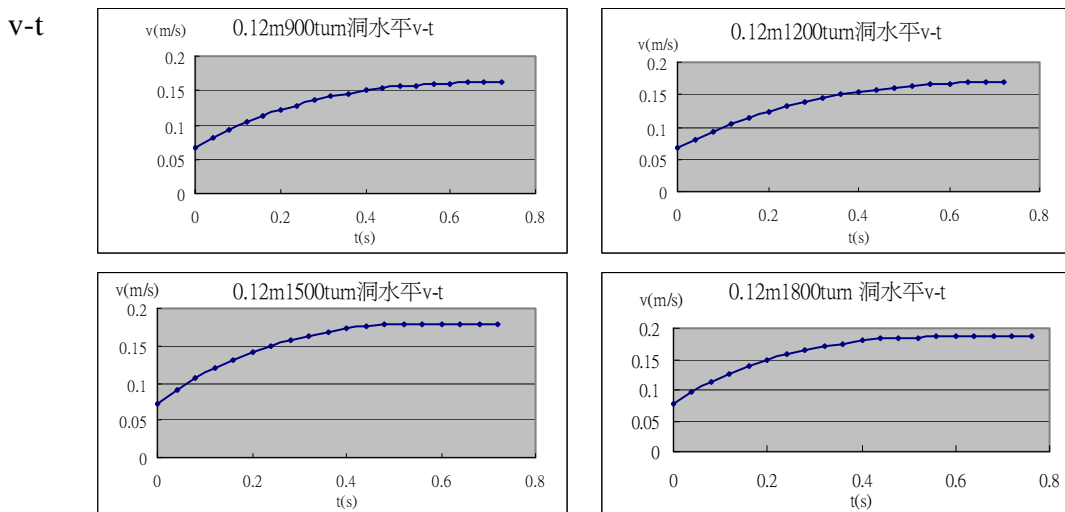 v-t
0.12m900turn洞水平v-t
v(m/s)
0.2
0.15
0.1
0.05
0
0 0.2 0.4 0.6 0.8
t(s)
0.12m1200turn洞水平v-t
v(m/s)
0.2
0.15
0.1
0.05
0
0 0.2 0.4 0.6 0.8
t(s)
0.12m1500turn洞水平v-t
v(m/s)
0.2
0.15
0.1
0.05
0
0 0.2 0.4 0.6 0.8
t(s)
0.12m1800turn 洞水平v-t
v(m/s)
0.2
0.15
0.1
0.05
0
0 0.2 0.4 0.6 0.8
t(s)